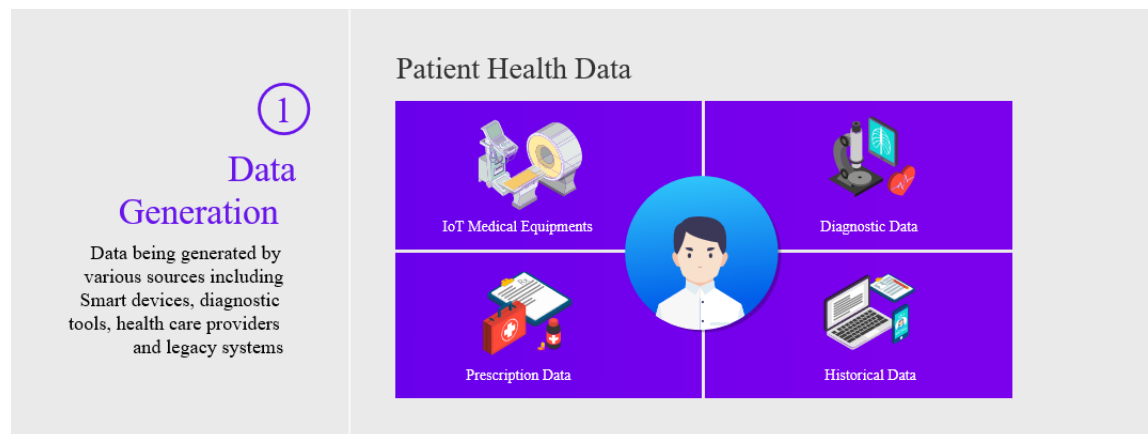 1
Data
Generation
Data being generated by
various sources including
Smart devices, diagnostic
tools, health care providers
and legacy systems
Patient Health Data
IoT Medical Equipments
Diagnostic Data
Prescription Data
Historical Data